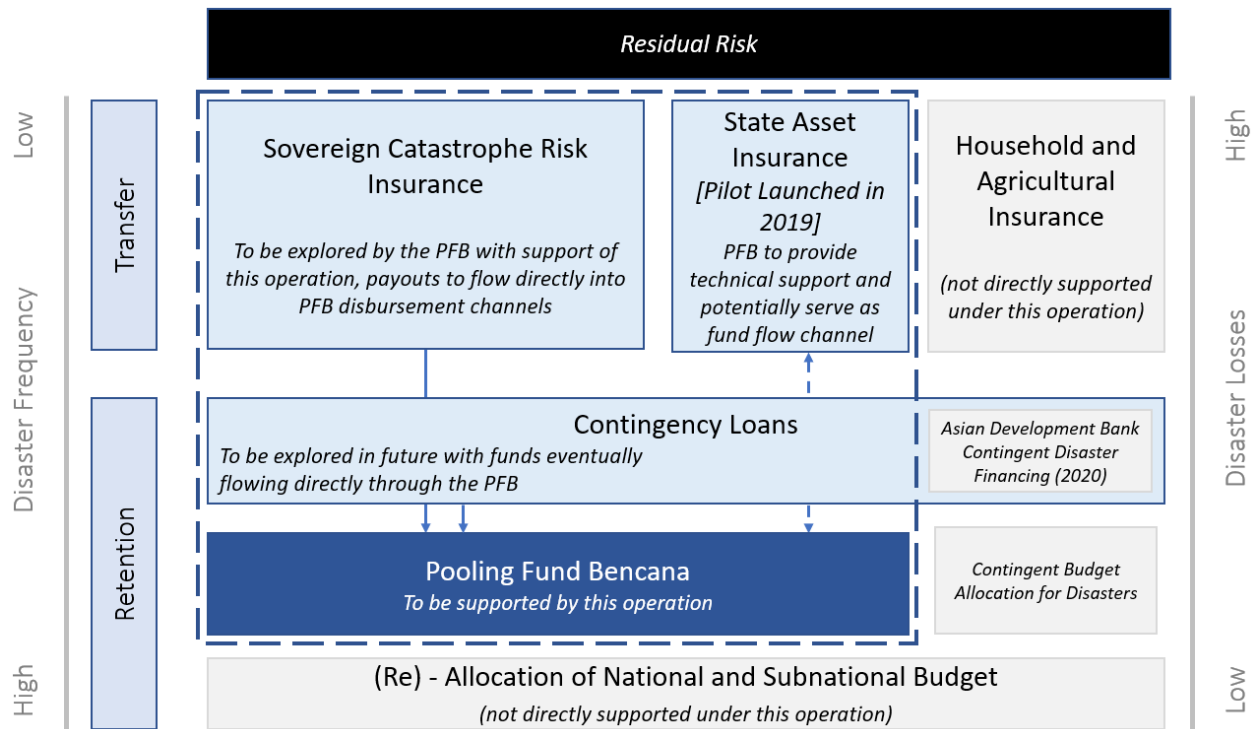 Residual Risk
Low
Disaster Frequency
High
Transfer
Retention
Sovereign Catastrophe Risk
Insurance
To be explored by the PFB with support of
this operation, payouts to flow directly into
PFB disbursement channels
State Asset
Insurance
[Pilot Launched in
2019]
PFB to provide
technical support and
potentially serve as
fund flow channel
Household and
Agricultural
Insurance
(not directly supported
under this operation)
Contingency Loans
To be explored in future with funds eventually
flowing directly through the PFB
Asian Development Bank
Contingent Disaster
Financing (2020)
Pooling Fund Bencana
To be supported by this operation
Contingent Budget
Allocation for Disasters
(Re) - Allocation of National and Subnational Budget
(not directly supported under this operation)
High
Disaster Losses
Low